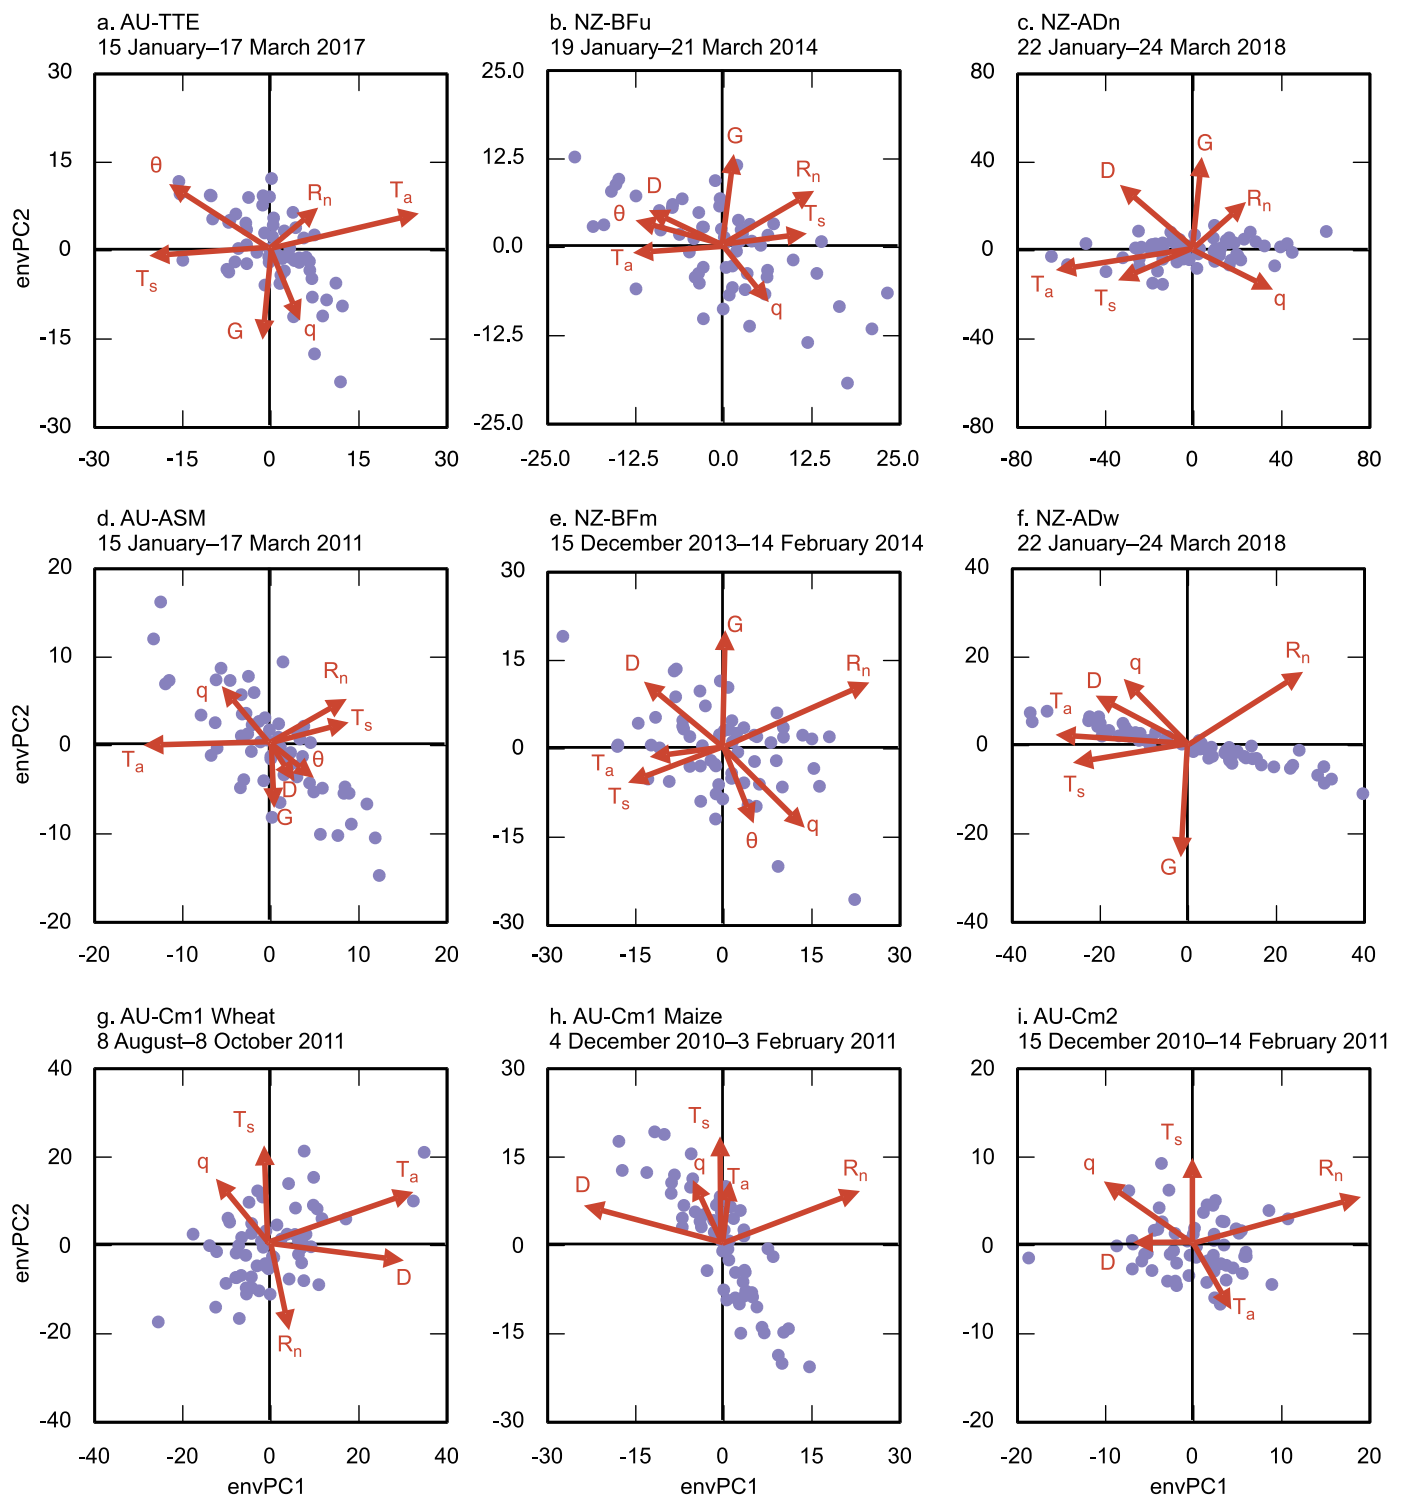 a. AU-TTE
15 January–17 March 2017
b. NZ-BFu
19 January–21 March 2014
c. NZ-ADn
22 January–24 March 2018
30
15
0
-15
-30
envPC2
-30
-15
0
15
30
θ
Rn
Ta
Ts
G
q
25.0
12.5
0.0
-12.5
-25.0
-25.0
-12.5
0.0
12.5
25.0
G
Rn
D
θ
Ts
Ta
q
80
40
0
-40
-80
-80
-40
0
40
80
G
D
Rn
Ta
Ts
q
d. AU-ASM
15 January–17 March 2011
e. NZ-BFm
15 December 2013–14 February 2014
f. NZ-ADw
22 January–24 March 2018
20
10
0
-10
-20
envPC2
-20
-10
0
10
20
q
Rn
Ts
Ta
θ
D
G
30
15
0
-15
-30
-30
-15
0
15
30
G
D
Rn
Ta
Ts
θ
q
40
20
0
-20
-40
-40
-20
0
20
40
q
Rn
D
Ta
Ts
G
g. AU-Cm1 Wheat
8 August–8 October 2011
h. AU-Cm1 Maize
4 December 2010–3 February 2011
i. AU-Cm2
15 December 2010–14 February 2011
40
20
0
-20
-40
envPC2
-40
-20
0
20
40
envPC1
Ts
q
Ta
D
Rn
30
15
0
-15
-30
-30
-15
0
15
30
envPC1
Ts
q
Ta
Rn
D
20
10
0
-10
-20
-20
-10
0
10
20
envPC1
Ts
q
Rn
D
Ta